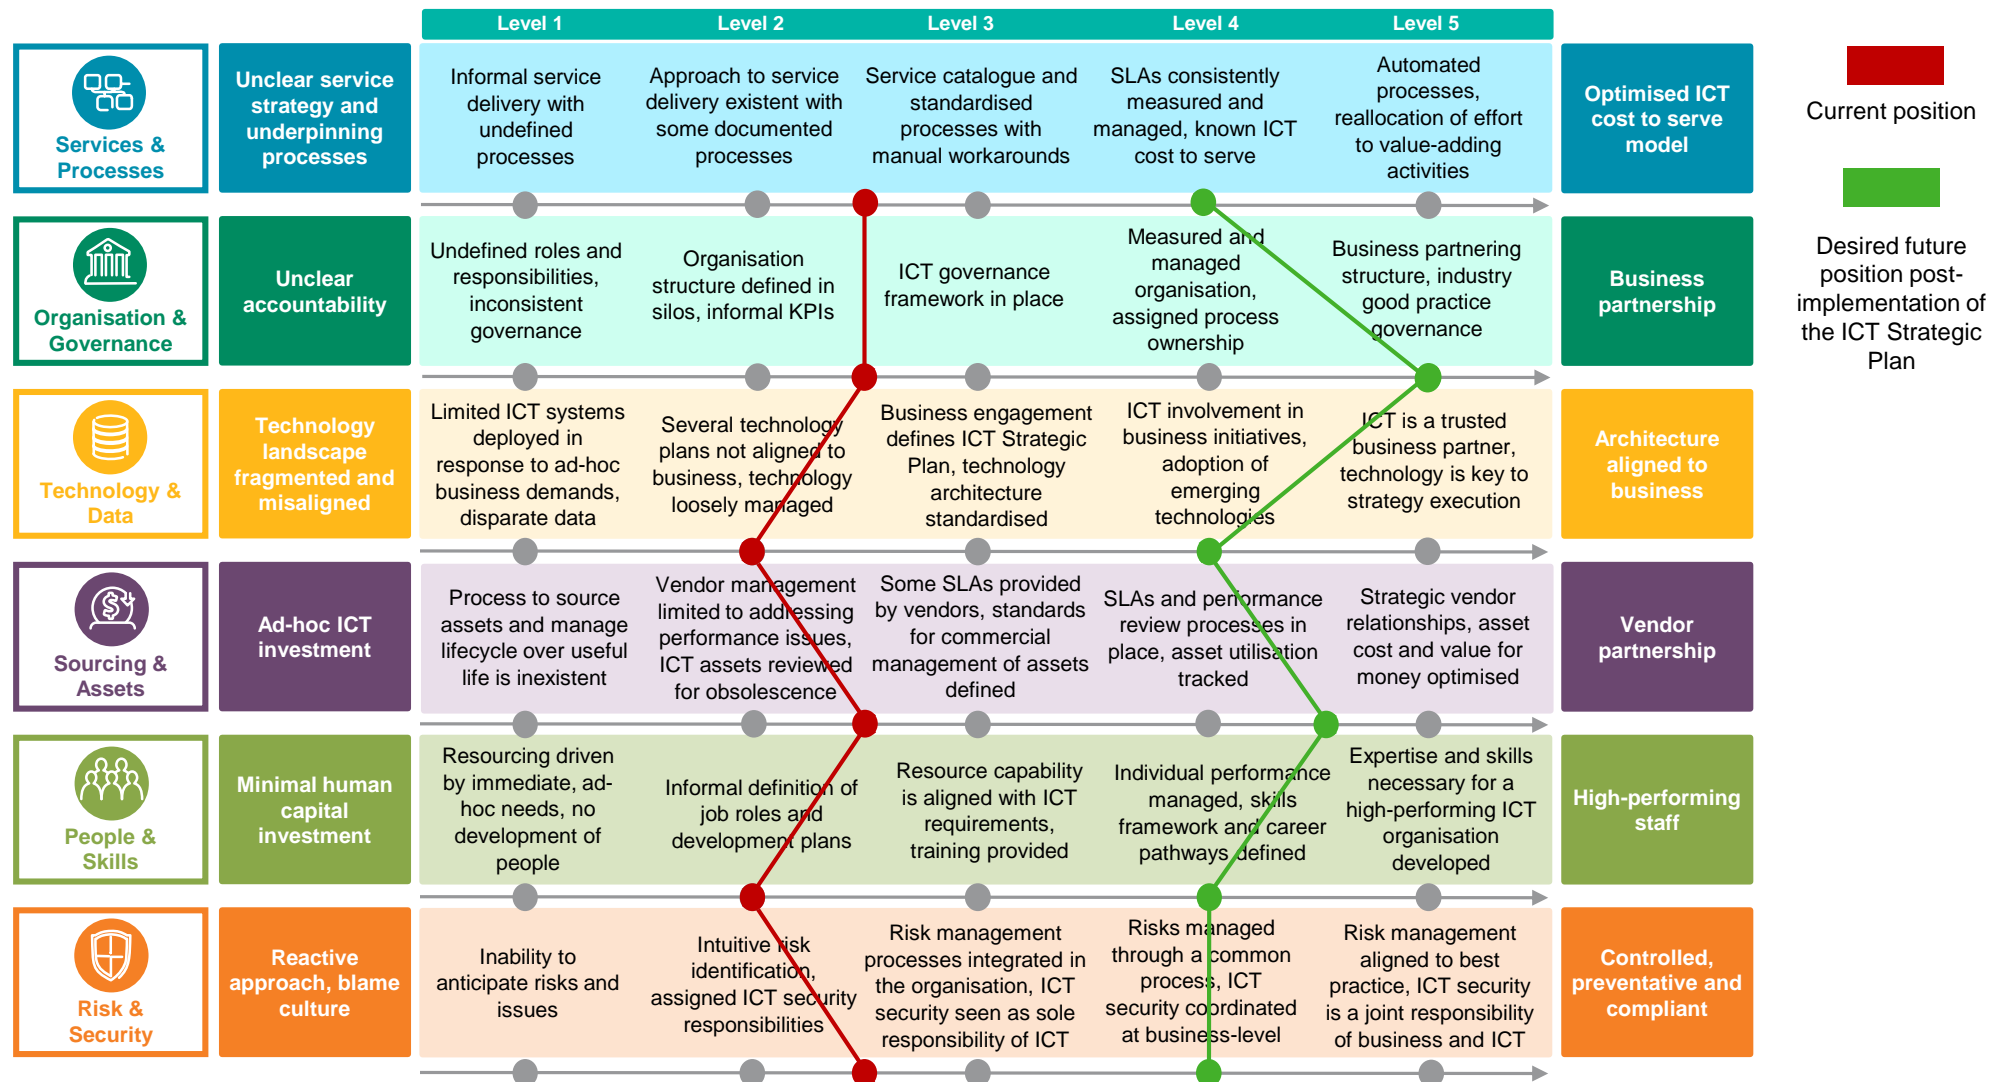 Level 1
Level 2
Level 3
Level 4
Level 5
Services &
Processes
Unclear service
strategy and
underpinning
processes
Informal service
delivery with
undefined
processes
Approach to service
delivery existent with
some documented
processes
Service catalogue and
standardised
processes with
manual workarounds
SLAs consistently
measured and
managed, known ICT
cost to serve
Automated
processes,
reallocation of effort
to value-adding
activities
Optimised ICT
cost to serve
model
Current position
Desired future
position post-
implementation of
the ICT Strategic
Plan
Organisation &
Governance
Unclear
accountability
Undefined roles and
responsibilities,
inconsistent
governance
Organisation
structure defined in
silos, informal KPIs
ICT governance
framework in place
Measured and
managed
organisation,
assigned process
ownership
Business partnering
structure, industry
good practice
governance
Business
partnership
Technology &
Data
Technology
landscape
fragmented and
misaligned
Limited ICT systems
deployed in
response to ad-hoc
business demands,
disparate data
Several technology
plans not aligned to
business, technology
loosely managed
Business engagement
defines ICT Strategic
Plan, technology
architecture
standardised
ICT involvement in
business initiatives,
adoption of
emerging
technologies
ICT is a trusted
business partner,
technology is key to
strategy execution
Architecture
aligned to
business
Sourcing &
Assets
Ad-hoc ICT
investment
Process to source
assets and manage
lifecycle over useful
life is inexistent
Vendor management
limited to addressing
performance issues,
ICT assets reviewed
for obsolescence
Some SLAs provided
by vendors, standards
for commercial
management of assets
defined
SLAs and performance
review processes in
place, asset utilisation
tracked
Strategic vendor
relationships, asset
cost and value for
money optimised
Vendor
partnership
People &
Skills
Minimal human
capital
investment
Resourcing driven
by immediate, ad-
hoc needs, no
development of
people
Informal definition of
job roles and
development plans
Resource capability
is aligned with ICT
requirements,
training provided
Individual performance
managed, skills
framework and career
pathways defined
Expertise and skills
necessary for a
high-performing ICT
organisation
developed
High-performing
staff
Risk &
Security
Reactive
approach, blame
culture
Inability to
anticipate risks and
issues
Intuitive risk
identification,
assigned ICT security
responsibilities
Risk management
processes integrated in
the organisation, ICT
security seen as sole
responsibility of ICT
Risks managed
through a common
process, ICT
security coordinated
at business-level
Risk management
aligned to best
practice, ICT security
is a joint responsibility
of business and ICT
Controlled,
preventative and
compliant